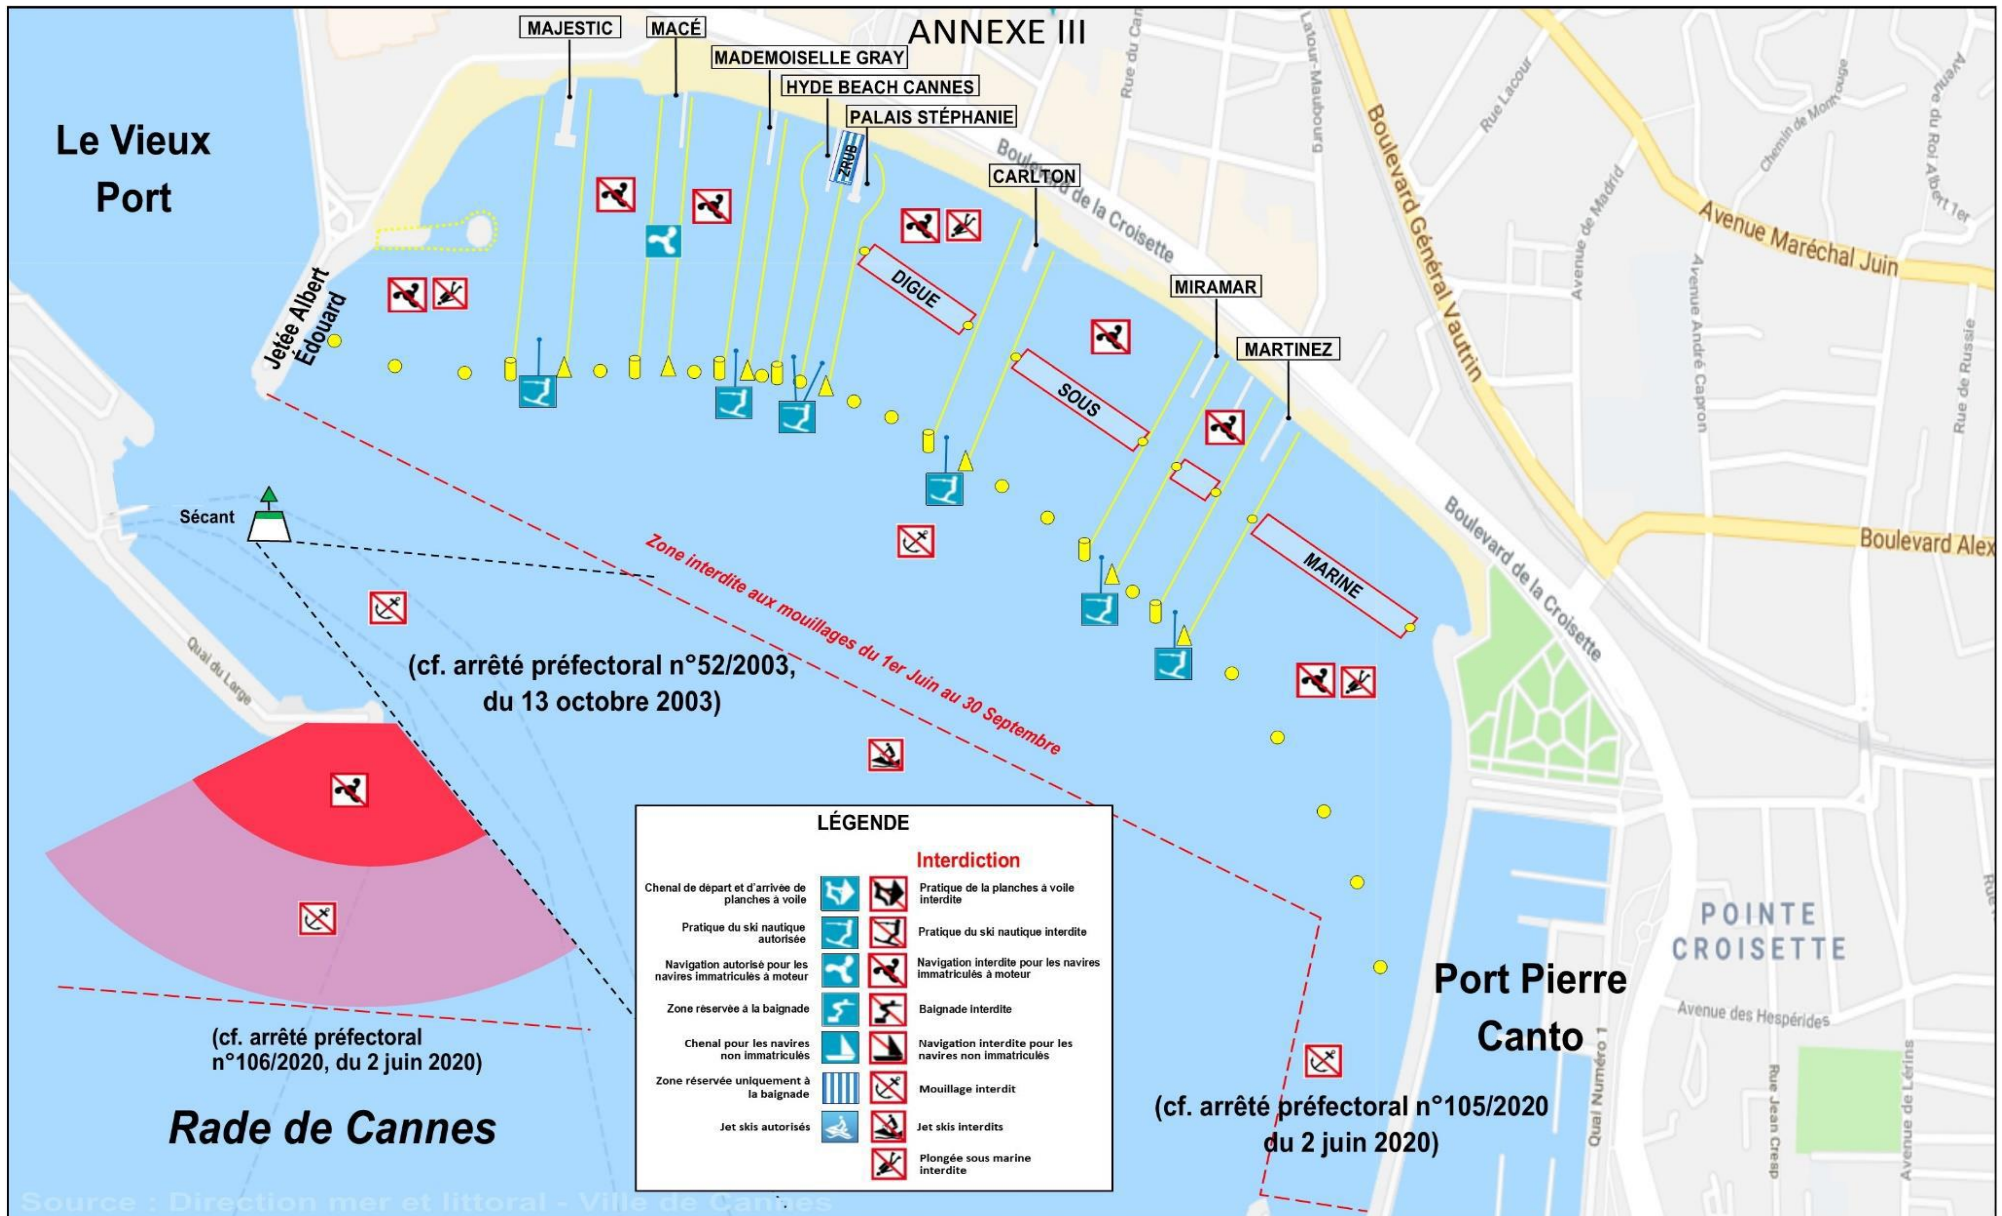 ANNEXE III
MAJESTIC
MACÉ
MADEMOISELLE GRAY
HYDE BEACH CANNES
PALAIS STÉPHANIE
ZRUB
CARLTON
MIRAMAR
MARTINEZ
Le Vieux
Port
Jetée Albert
Édouard
DIGUE
SOUS
MARINE
Boulevard de la Croisette
Rue du Can
Latour-Maubourg
Boulevard Général Vautrin
Rue Lacour
Chemin de Montrouge
Avenue du Roi Albert 1er
Avenue de Madrid
Avenue Maréchal Juin
Avenue André Capron
Rue de Russie
Boulevard Alex
Boulevard de la Croisette
Sécant
Quai du Large
Zone interdite aux mouillages du 1er Juin au 30 Septembre
(cf. arrêté préfectoral n°52/2003,
du 13 octobre 2003)
(cf. arrêté préfectoral
n°106/2020, du 2 juin 2020)
Rade de Cannes
LÉGENDE
Interdiction
Chenal de départ et d'arrivée de
planches à voile
Pratique de la planches à voile
interdite
Pratique du ski nautique
autorisée
Pratique du ski nautique interdite
Navigation autorisé pour les
navires immatriculés à moteur
Navigation interdite pour les navires
immatriculés à moteur
Zone réservée à la baignade
Baignade interdite
Chenal pour les navires
non immatriculés
Navigation interdite pour les
navires non immatriculés
Zone réservée uniquement à
la baignade
Mouillage interdit
Jet skis autorisés
Jet skis interdits
Plongée sous marine
interdite
POINTE
CROISETTE
Port Pierre
Canto
Avenue des Hespérides
Quai Numéro 1
Rue Jean Cresp
Avenue de Lérins
(cf. arrêté préfectoral n°105/2020
du 2 juin 2020)
Source : Direction mer et littoral - Ville de Cannes